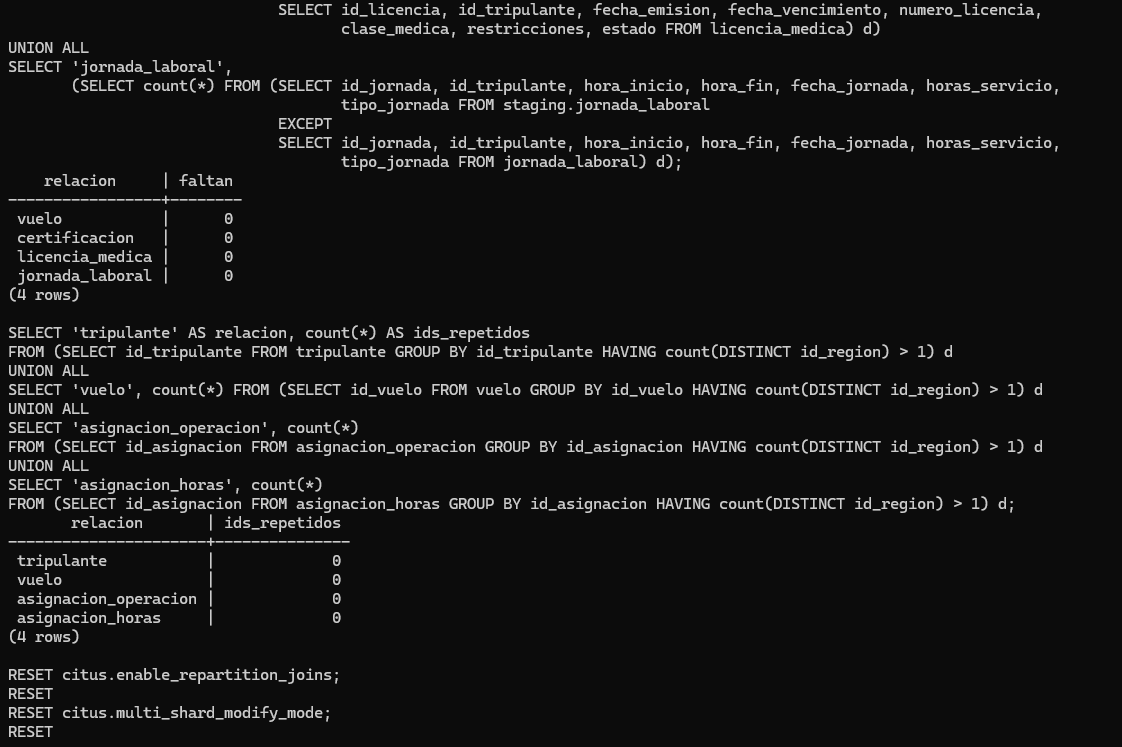 SELECT id_licencia, id_tripulante, fecha_emision, fecha_vencimiento, numero_licencia,
clase_medica, restricciones, estado FROM licencia_medica) d)
UNION ALL
SELECT 'jornada_laboral',
(SELECT count(*) FROM (SELECT id_jornada, id_tripulante, hora_inicio, hora_fin, fecha_jornada, horas_servicio,
tipo_jornada FROM staging.jornada_laboral
EXCEPT
SELECT id_jornada, id_tripulante, hora_inicio, hora_fin, fecha_jornada, horas_servicio,
tipo_jornada FROM jornada_laboral) d);
relacion | faltan
-----------------+--------
vuelo | 0
certificacion | 0
licencia_medica | 0
jornada_laboral | 0
(4 rows)
SELECT 'tripulante' AS relacion, count(*) AS ids_repetidos
FROM (SELECT id_tripulante FROM tripulante GROUP BY id_tripulante HAVING count(DISTINCT id_region) > 1) d
UNION ALL
SELECT 'vuelo', count(*) FROM (SELECT id_vuelo FROM vuelo GROUP BY id_vuelo HAVING count(DISTINCT id_region) > 1) d
UNION ALL
SELECT 'asignacion_operacion', count(*)
FROM (SELECT id_asignacion FROM asignacion_operacion GROUP BY id_asignacion HAVING count(DISTINCT id_region) > 1) d
UNION ALL
SELECT 'asignacion_horas', count(*)
FROM (SELECT id_asignacion FROM asignacion_horas GROUP BY id_asignacion HAVING count(DISTINCT id_region) > 1) d;
relacion | ids_repetidos
----------------------+---------------
tripulante | 0
vuelo | 0
asignacion_operacion | 0
asignacion_horas | 0
(4 rows)
RESET citus.enable_repartition_joins;
RESET
RESET citus.multi_shard_modify_mode;
RESET